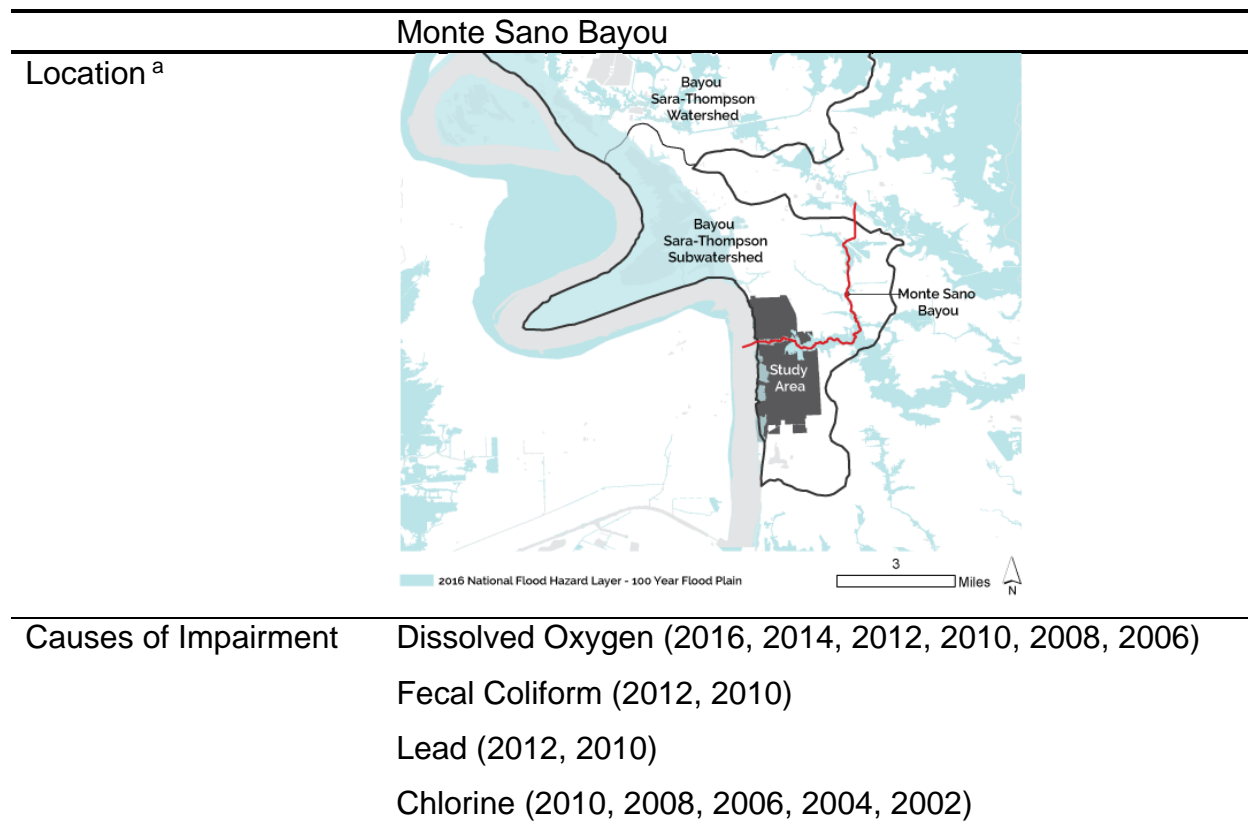 Monte Sano Bayou
Location a
Bayou
Sara-Thompson
Watershed
Bayou
Sara-Thompson
Subwatershed
Monte Sano
Bayou
Study
Area
2016 National Flood Hazard Layer - 100 Year Flood Plain
3
Miles
N
Causes of Impairment
Dissolved Oxygen (2016, 2014, 2012, 2010, 2008, 2006)
Fecal Coliform (2012, 2010)
Lead (2012, 2010)
Chlorine (2010, 2008, 2006, 2004, 2002)